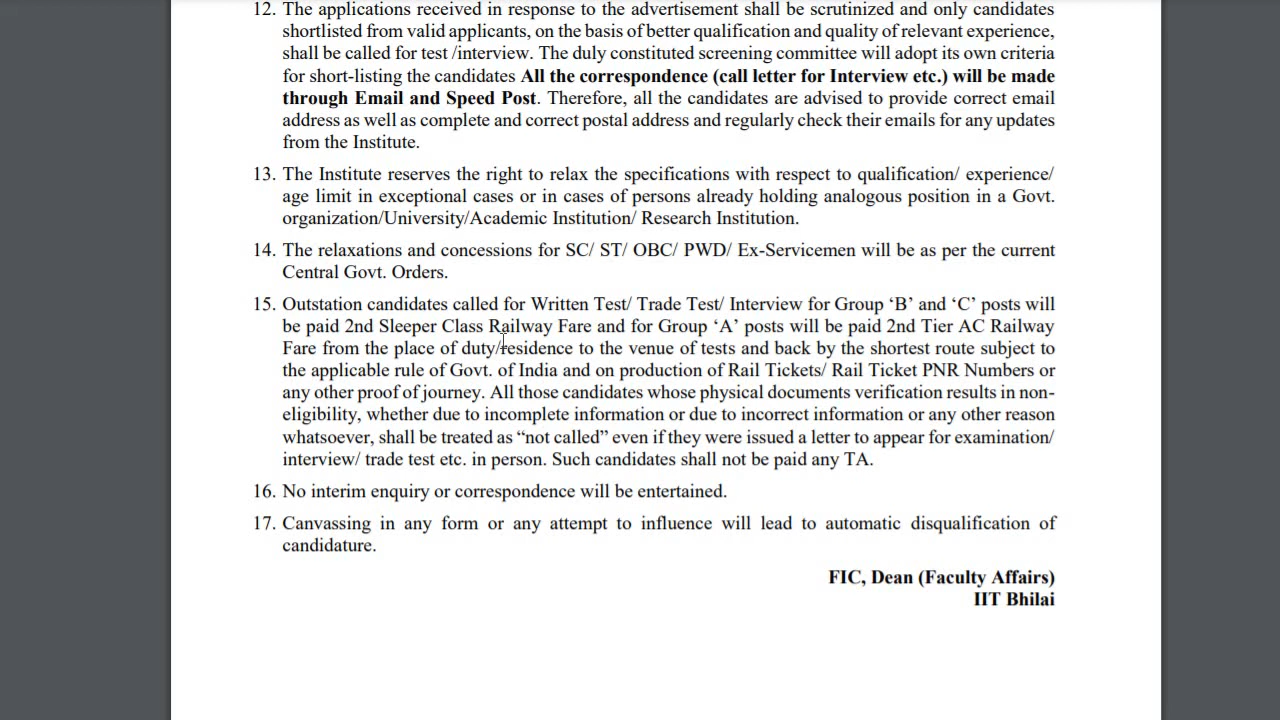 12. The applications received in response to the advertisement shall be scrutinized and only candidates
shortlisted from valid applicants, on the basis of better qualification and quality of relevant experience,
shall be called for test /interview. The duly constituted screening committee will adopt its own criteria
for short-listing the candidates All the correspondence (call letter for Interview etc.) will be made
through Email and Speed Post. Therefore, all the candidates are advised to provide correct email
address as well as complete and correct postal address and regularly check their emails for any updates
from the Institute.
13. The Institute reserves the right to relax the specifications with respect to qualification/ experience/
age limit in exceptional cases or in cases of persons already holding analogous position in a Govt.
organization/University/Academic Institution/ Research Institution.
14. The relaxations and concessions for SC/ ST/ OBC/ PWD/ Ex-Servicemen will be as per the current
Central Govt. Orders.
15. Outstation candidates called for Written Test/ Trade Test/ Interview for Group ‘B’ and ‘C’ posts will
be paid 2nd Sleeper Class Railway Fare and for Group ‘A’ posts will be paid 2nd Tier AC Railway
Fare from the place of duty/residence to the venue of tests and back by the shortest route subject to
the applicable rule of Govt. of India and on production of Rail Tickets/ Rail Ticket PNR Numbers or
any other proof of journey. All those candidates whose physical documents verification results in non-
eligibility, whether due to incomplete information or due to incorrect information or any other reason
whatsoever, shall be treated as “not called” even if they were issued a letter to appear for examination/
interview/ trade test etc. in person. Such candidates shall not be paid any TA.
16. No interim enquiry or correspondence will be entertained.
17. Canvassing in any form or any attempt to influence will lead to automatic disqualification of
candidature.
FIC, Dean (Faculty Affairs)
IIT Bhilai